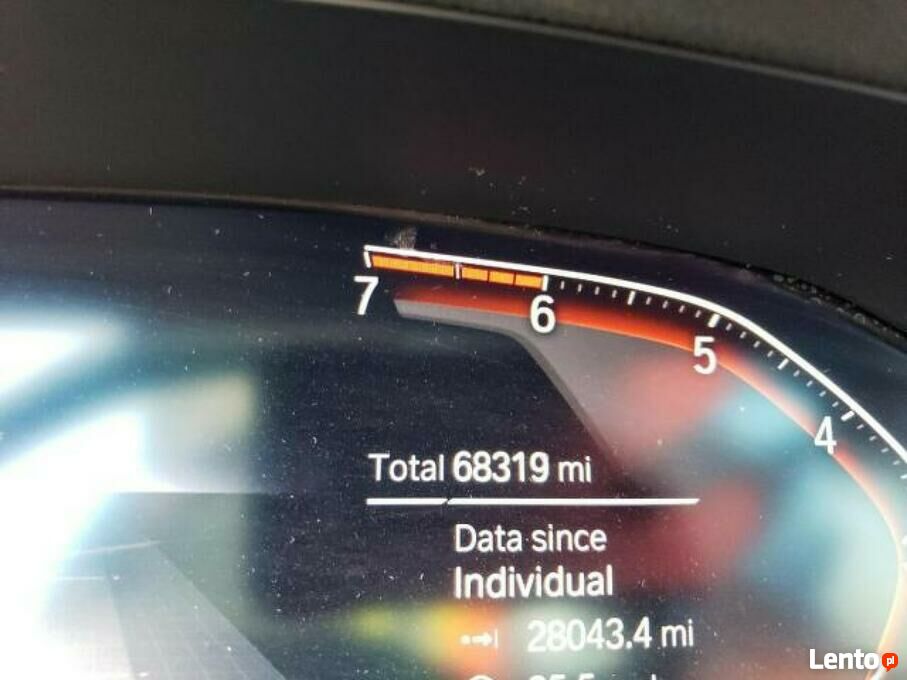 7
6
5
4
Total 68319 mi
Data since
Individual
28043.4 mi
Lento.pl